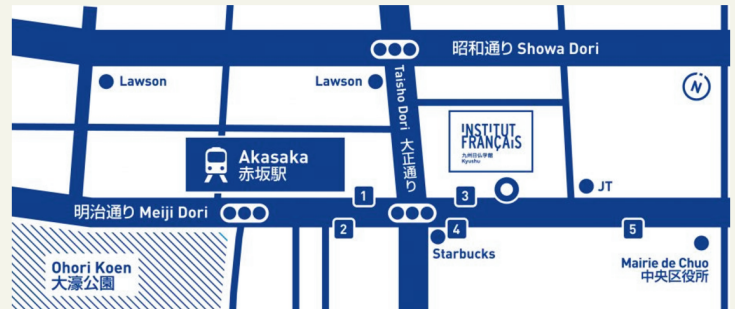 昭和通り Showa Dori
Lawson
Lawson
Taisho Dori 大正通り
N
INSTITUT
FRANÇAIS
九州日仏学館
Kyushu
Akasaka
赤坂駅
JT
1
3
明治通り Meiji Dori
2
4
5
Starbucks
Ohori Koen
大濠公園
Mairie de Chuo
中央区役所